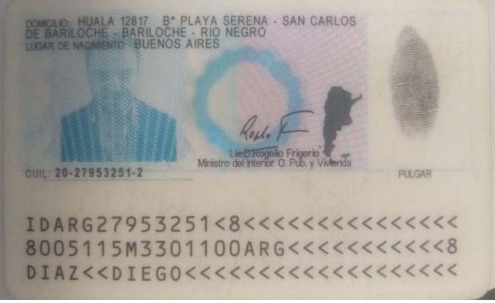 DOMICILIO: HUALA 12817 Bº PLAYA SERENA - SAN CARLOS
DE BARILOCHE - BARILOCHE - RIO NEGRO
LUGAR DE NACIMIENTO: BUENOS AIRES
Lic.D.Rogelio Frigerio
Ministro del Interior O. Pub. y Vivienda
CUIL: 20-27953251-2
PULGAR
IDARG27953251<8<<<<<<<<<<<<<<<
8005115M3301100ARG<<<<<<<<<<<8
DIAZ<<DIEGO<<<<<<<<<<<<<<<<<<<